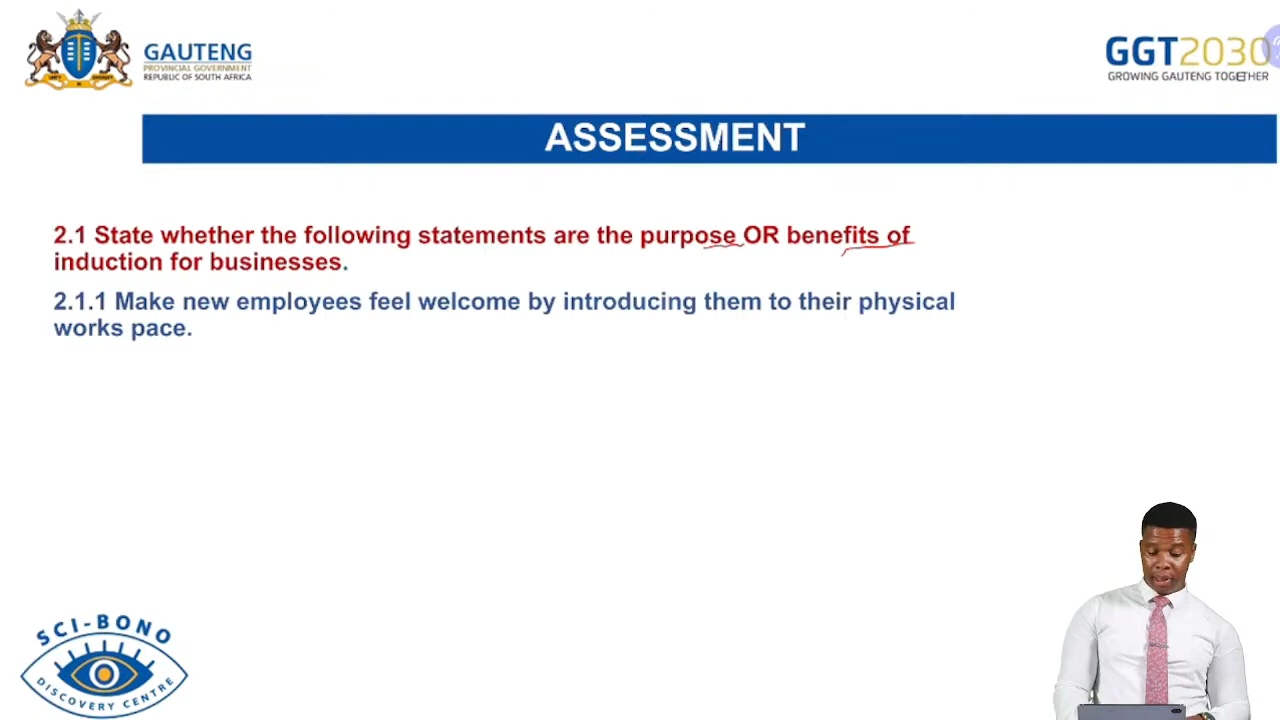 GAUTENG
PROVINCIAL GOVERNMENT
REPUBLIC OF SOUTH AFRICA
GGT2030
GROWING GAUTENG TOGETHER
ASSESSMENT
2.1 State whether the following statements are the purpose OR benefits of
induction for businesses.
2.1.1 Make new employees feel welcome by introducing them to their physical
works pace.
SCI-BONO
DISCOVERY CENTRE